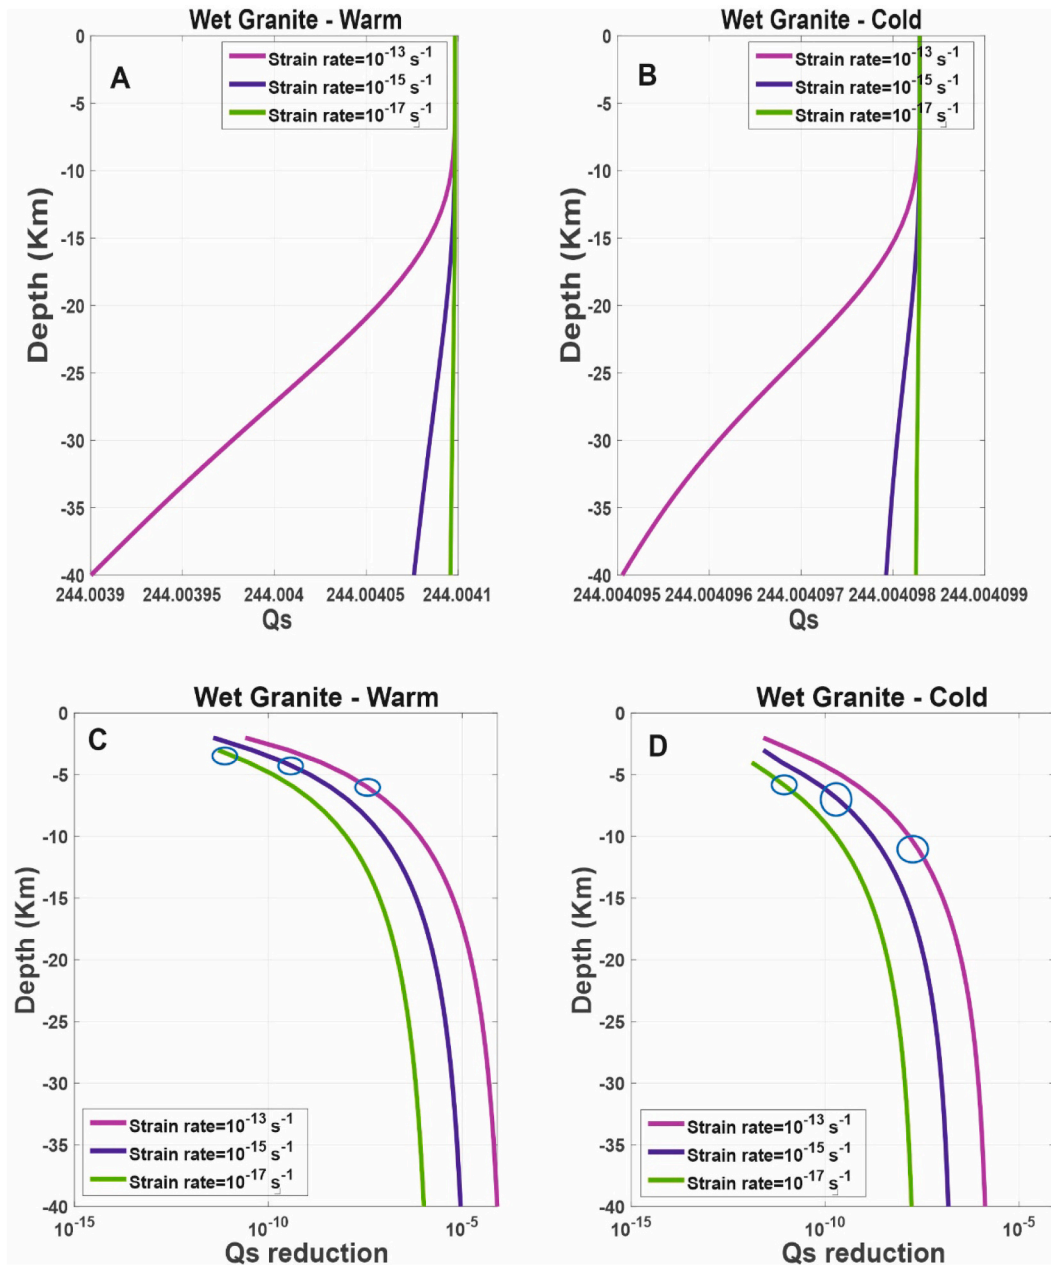 Wet Granite - Warm
A
Strain rate=10^-13 s^-1
Strain rate=10^-15 s^-1
Strain rate=10^-17 s^-1
0
-5
-10
-15
-20
-25
-30
-35
-40
Depth (Km)
244.0039 244.00395 244.004 244.00405 244.0041
Qs
Wet Granite - Cold
B
Strain rate=10^-13 s^-1
Strain rate=10^-15 s^-1
Strain rate=10^-17 s^-1
0
-5
-10
-15
-20
-25
-30
-35
-40
Depth (Km)
244.004095 244.004096 244.004097 244.004098 244.004099
Qs
Wet Granite - Warm
C
0
-5
-10
-15
-20
-25
-30
-35
-40
Depth (Km)
Strain rate=10^-13 s^-1
Strain rate=10^-15 s^-1
Strain rate=10^-17 s^-1
10^-15 10^-10 10^-5
Qs reduction
Wet Granite - Cold
D
0
-5
-10
-15
-20
-25
-30
-35
-40
Depth (Km)
Strain rate=10^-13 s^-1
Strain rate=10^-15 s^-1
Strain rate=10^-17 s^-1
10^-15 10^-10 10^-5
Qs reduction